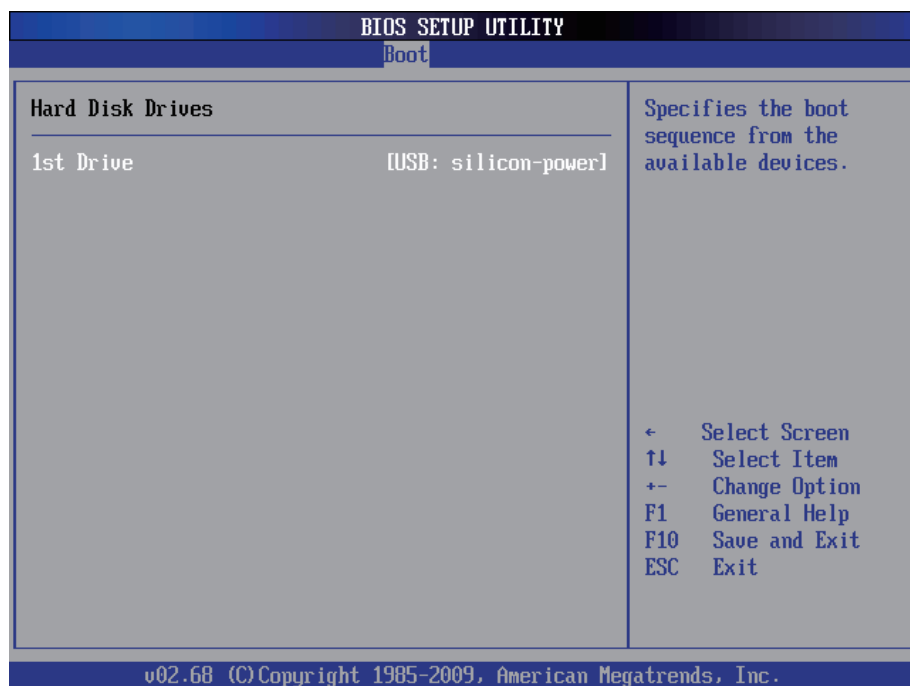 BIOS SETUP UTILITY
Boot
Hard Disk Drives
1st Drive [USB: silicon-power]
Specifies the boot
sequence from the
available devices.
← Select Screen
↑↓ Select Item
+- Change Option
F1 General Help
F10 Save and Exit
ESC Exit
v02.68 (C)Copyright 1985-2009, American Megatrends, Inc.